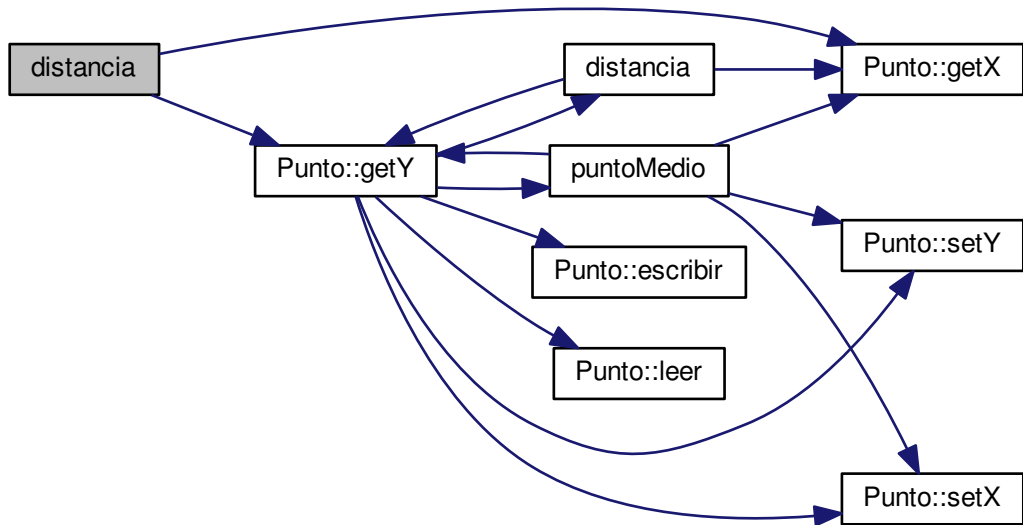 distancia
distancia
Punto::getX
Punto::getY
puntoMedio
Punto::setY
Punto::escribir
Punto::leer
Punto::setX